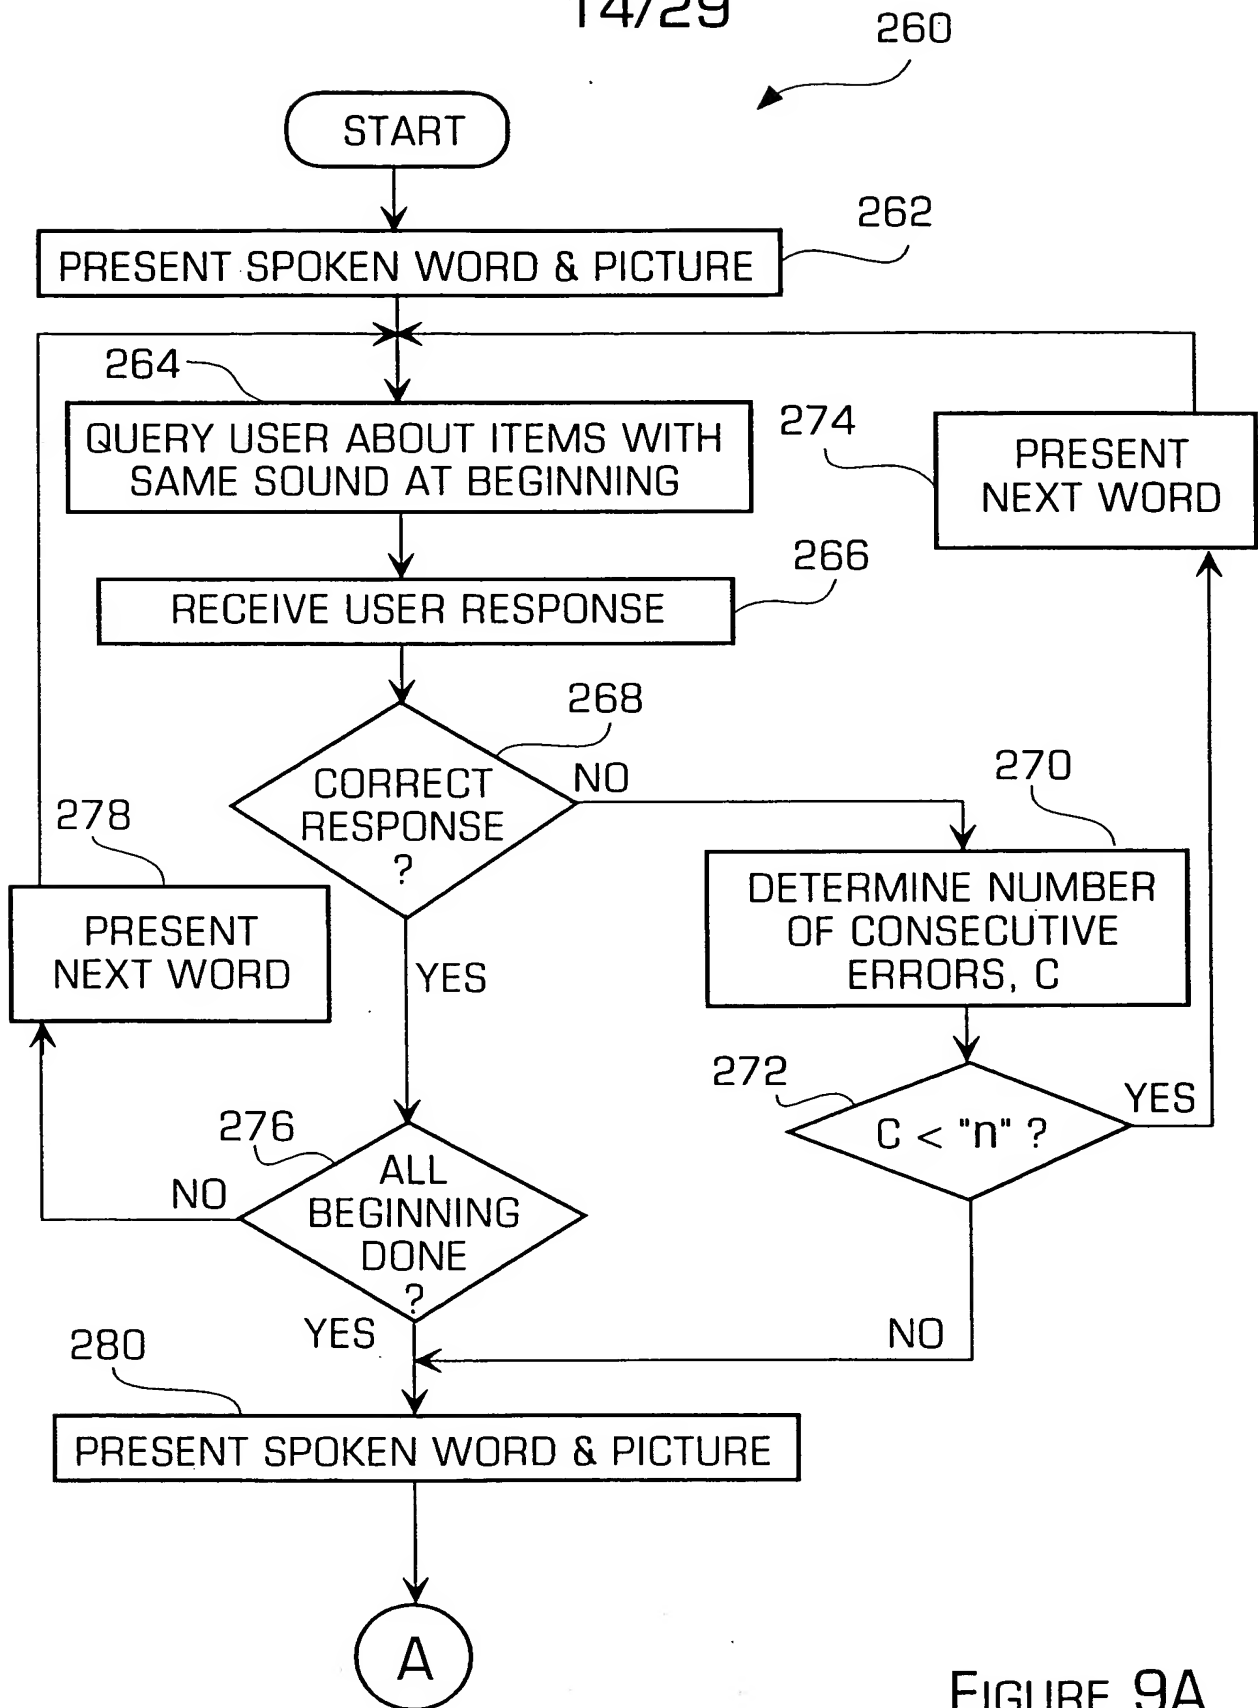 14/29
260
START
262
PRESENT SPOKEN WORD & PICTURE
264
QUERY USER ABOUT ITEMS WITH
SAME SOUND AT BEGINNING
274
PRESENT
NEXT WORD
266
RECEIVE USER RESPONSE
268
CORRECT
RESPONSE
?
NO
270
DETERMINE NUMBER
OF CONSECUTIVE
ERRORS, C
278
PRESENT
NEXT WORD
YES
272
C < "n" ?
YES
276
ALL
BEGINNING
DONE
?
NO
YES
NO
280
PRESENT SPOKEN WORD & PICTURE
A
FIGURE 9A